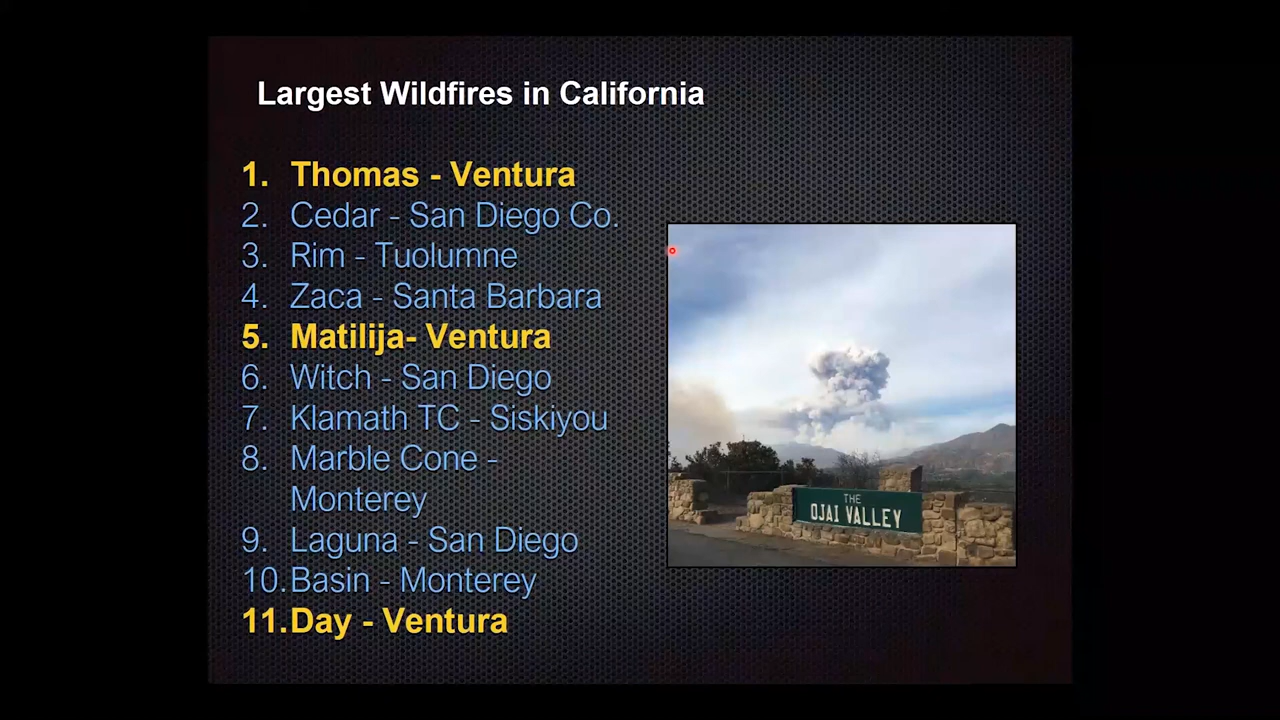 Largest Wildfires in California
1. Thomas - Ventura
2. Cedar - San Diego Co.
3. Rim - Tuolumne
4. Zaca - Santa Barbara
5. Matilija- Ventura
6. Witch - San Diego
7. Klamath TC - Siskiyou
8. Marble Cone -
Monterey
9. Laguna - San Diego
10. Basin - Monterey
11. Day - Ventura
THE
OJAI VALLEY